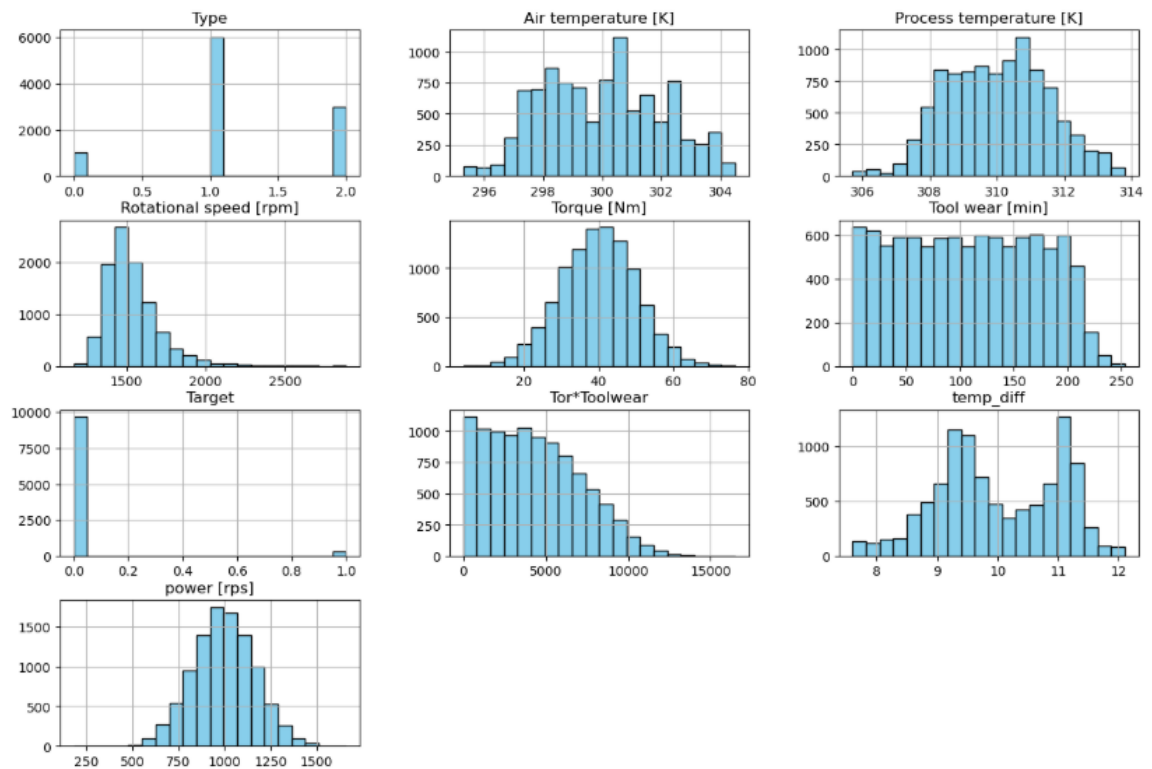 Type
Air temperature [K]
Process temperature [K]
6000
4000
2000
0
0.0 0.5 1.0 1.5 2.0
1000
750
500
250
0
296 298 300 302 304
1000
750
500
250
0
306 308 310 312 314
Rotational speed [rpm]
Torque [Nm]
Tool wear [min]
2000
1000
0
1500 2000 2500
1000
500
0
20 40 60 80
600
400
200
0
0 50 100 150 200 250
Target
Tor*Toolwear
temp_diff
10000
7500
5000
2500
0
0.0 0.2 0.4 0.6 0.8 1.0
1000
750
500
250
0
0 5000 10000 15000
1000
500
0
8 9 10 11 12
power [rps]
1500
1000
500
0
250 500 750 1000 1250 1500